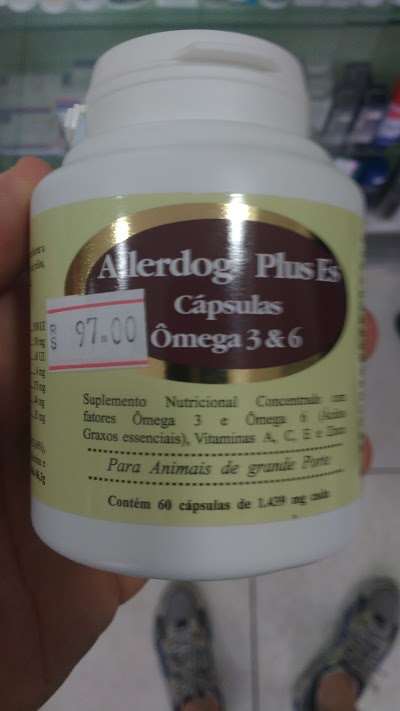 Allerdog Plus Es
Cápsulas
Ômega 3 & 6
R$ 97.00
Suplemento Nutricional Concentrado com
fatores Ômega 3 e Ômega 6 (Ácidos
Graxos essenciais), Vitaminas A, C, E e Zinco
Para Animais de grande Porte
Contém 60 cápsulas de 1.439 mg cada